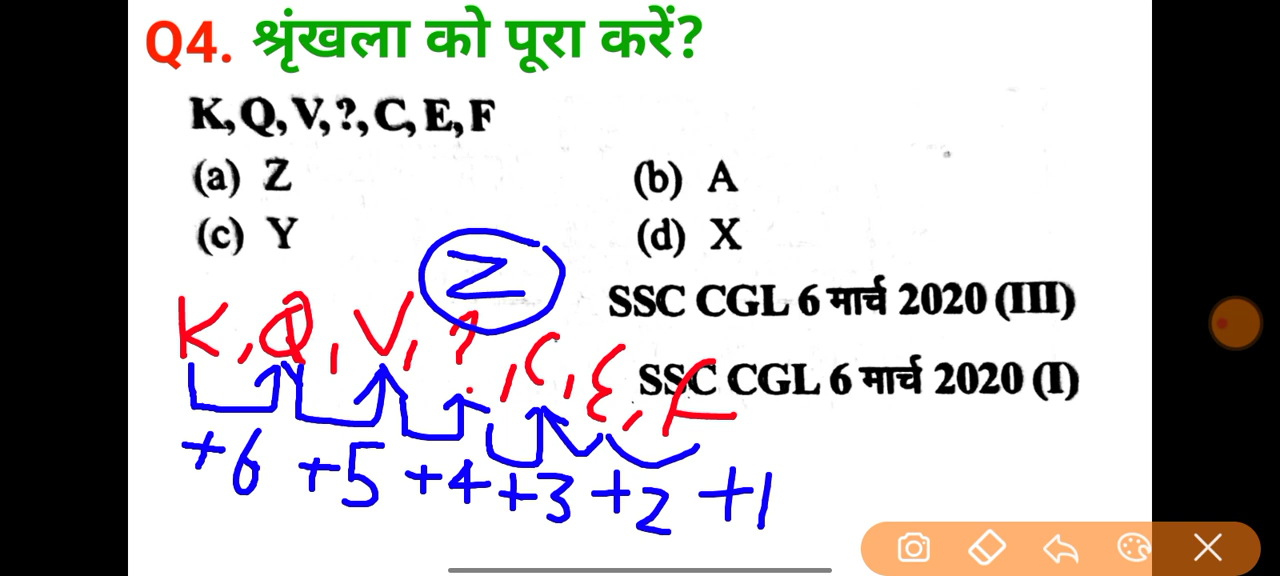 Q4. श्रृंखला को पूरा करें?
K, Q, V, ?, C, E, F
(a) Z (b) A
(c) Y (d) X
Z
SSC CGL 6 मार्च 2020 (III)
K, Q, V, ?, C, E, F
SSC CGL 6 मार्च 2020 (I)
+6 +5 +4 +3 +2 +1